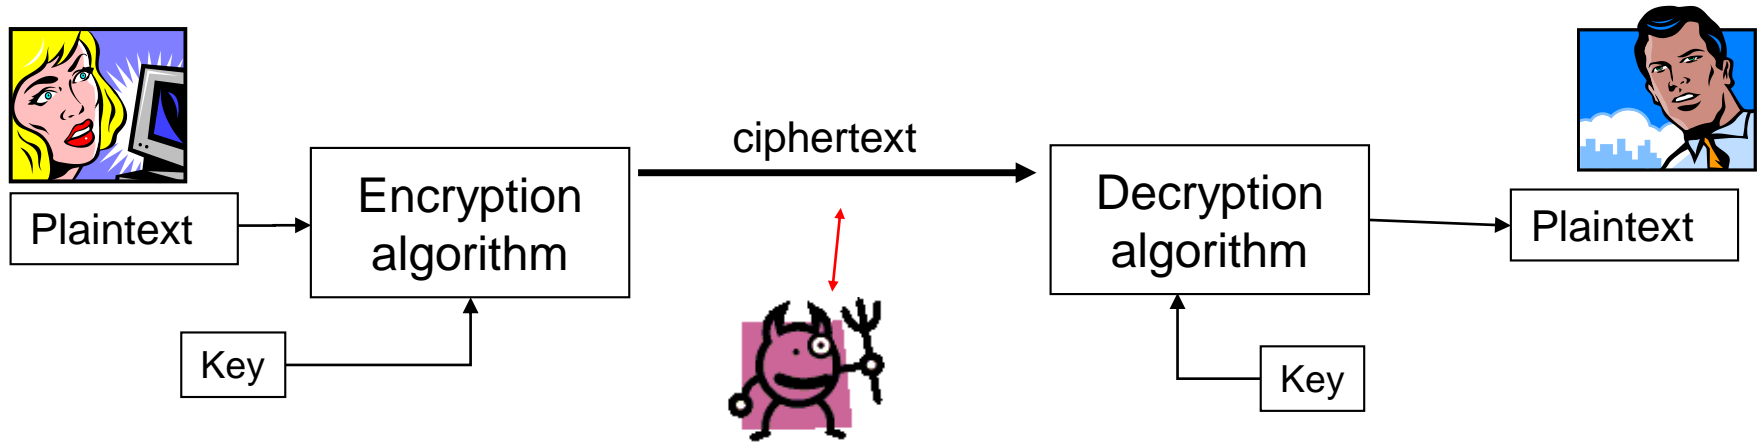 ciphertext
Plaintext
Encryption
algorithm
Key
Decryption
algorithm
Key
Plaintext